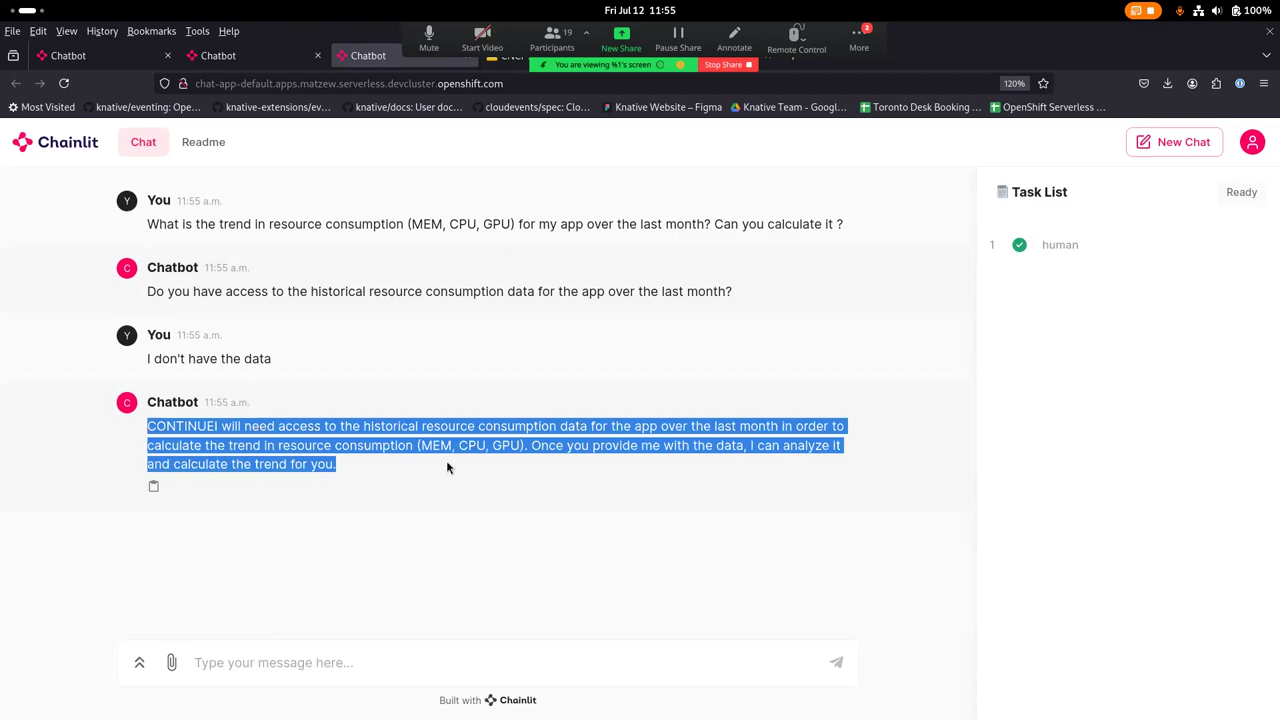 Fri Jul 12 11:55
100%
File Edit View History Bookmarks Tools Help
Mute
Start Video
19
Participants
New Share
Pause Share
Annotate
Remote Control
2
More
Chatbot
Chatbot
Chatbot
You are viewing %1's screen
Stop Share
chat-app-default.apps.matzew.serverless.devcluster.openshift.com
120%
Most Visited
knative/eventing: Ope...
knative-extensions/ev...
knative/docs: User doc...
cloudevents/spec: Clo...
Knative Website – Figma
Knative Team - Googl...
Toronto Desk Booking ...
OpenShift Serverless ...
Chainlit
Chat
Readme
New Chat
Y
You 11:55 a.m.
What is the trend in resource consumption (MEM, CPU, GPU) for my app over the last month? Can you calculate it ?
C
Chatbot 11:55 a.m.
Do you have access to the historical resource consumption data for the app over the last month?
Y
You 11:55 a.m.
I don't have the data
C
Chatbot 11:55 a.m.
CONTINUEI will need access to the historical resource consumption data for the app over the last month in order to
calculate the trend in resource consumption (MEM, CPU, GPU). Once you provide me with the data, I can analyze it
and calculate the trend for you.
Type your message here...
Built with Chainlit
Task List
Ready
1 human